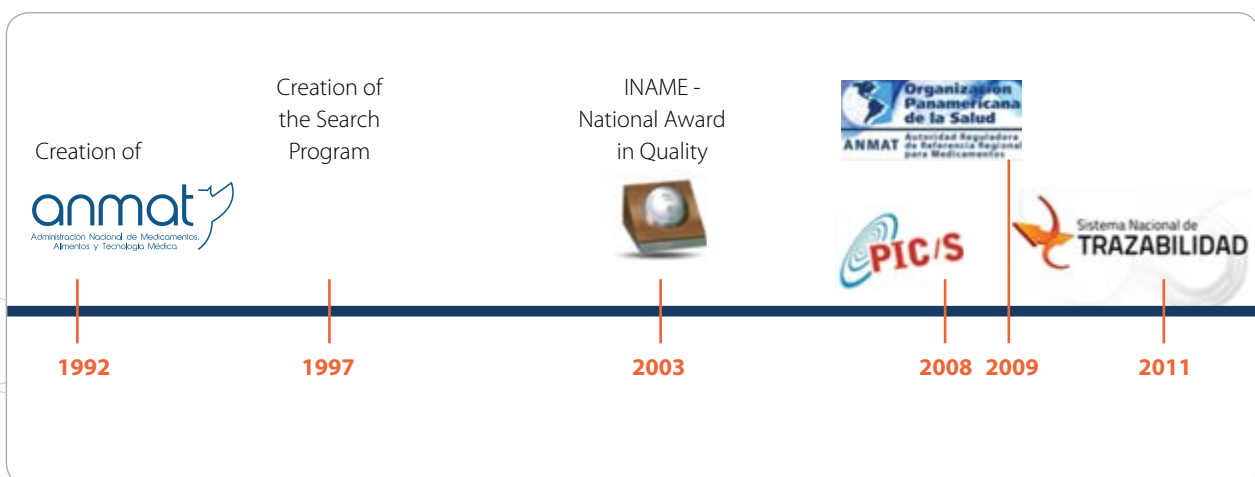 Creation of
anmat
Administración Nacional de Medicamentos,
Alimentos y Tecnología Médica
1992
Creation of
the Search
Program
1997
INAME -
National Award
in Quality
2003
Organización
Panamericana
de la Salud
ANMAT
Autoridad Reguladora
de Referencia Regional
para Medicamentos
PIC/S
2008
2009
Sistema Nacional de
TRAZABILIDAD
2011